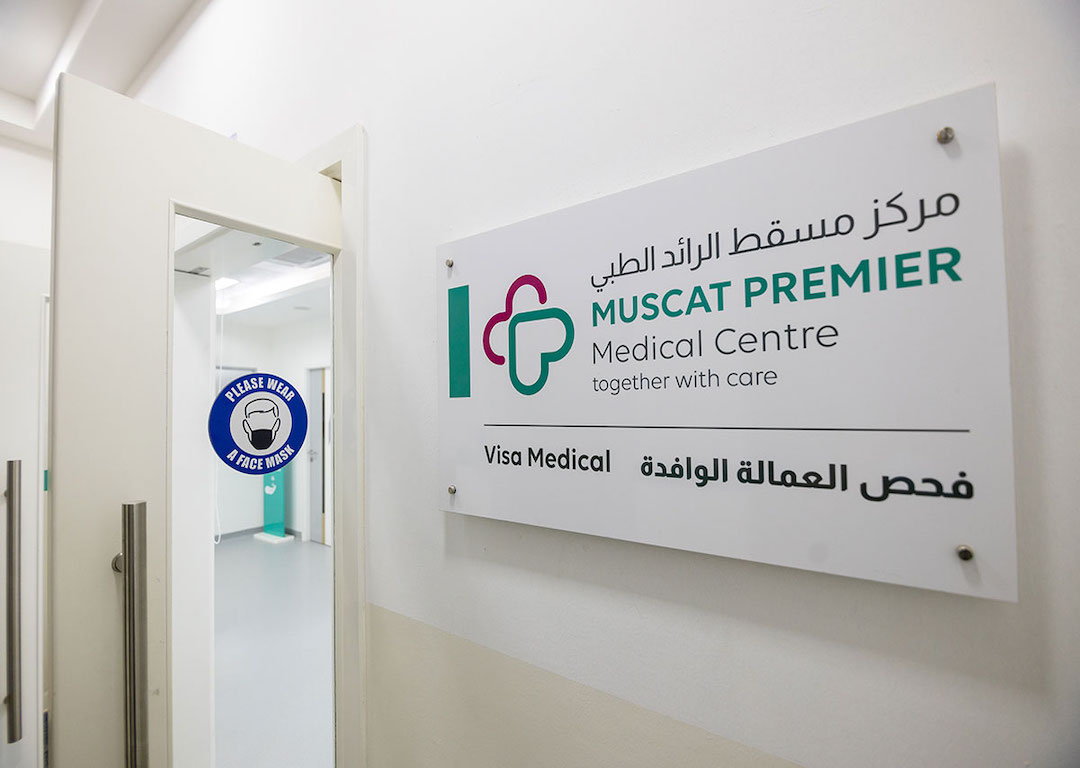 PLEASE WEAR
A FACE MASK
مركز مسقط الرائد الطبي
MUSCAT PREMIER
Medical Centre
together with care
Visa Medical فحص العمالة الوافدة